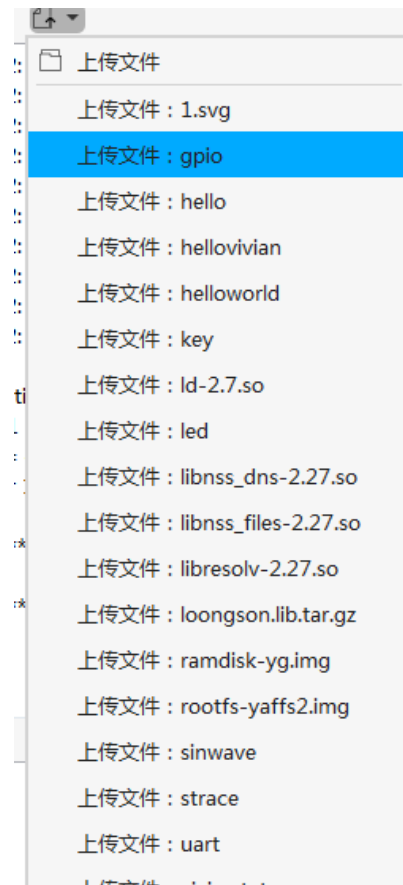 上传文件
上传文件：1.svg
上传文件：gpio
上传文件：hello
上传文件：hellovivian
上传文件：helloworld
上传文件：key
上传文件：ld-2.7.so
上传文件：led
上传文件：libnss_dns-2.27.so
上传文件：libnss_files-2.27.so
上传文件：libresolv-2.27.so
上传文件：loongson.lib.tar.gz
上传文件：ramdisk-yg.img
上传文件：rootfs-yaffs2.img
上传文件：sinwave
上传文件：strace
上传文件：uart